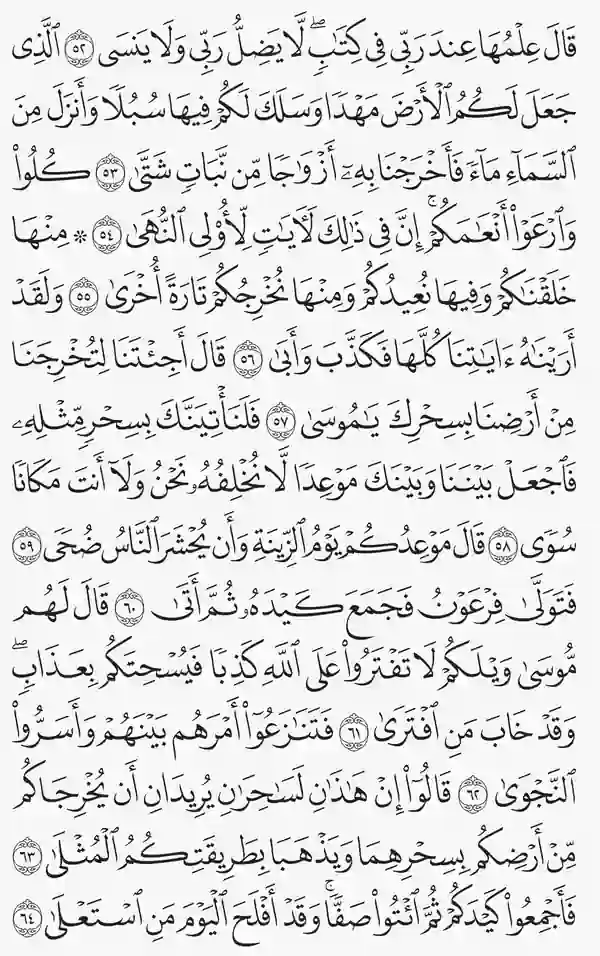 قَالَ عِلْمُهَا عِندَ رَبِّي فِي كِتَٰبٖۖ لَّا يَضِلُّ رَبِّي وَلَا يَنسَى ٥٢ ٱلَّذِي
جَعَلَ لَكُمُ ٱلْأَرْضَ مَهْدٗا وَسَلَكَ لَكُمْ فِيهَا سُبُلٗا وَأَنزَلَ مِنَ
ٱلسَّمَآءِ مَآءٗ فَأَخْرَجْنَا بِهِۦٓ أَزْوَٰجٗا مِّن نَّبَاتٖ شَتَّىٰ ٥٣ كُلُوا۟
وَٱرْعَوْا۟ أَنْعَٰمَكُمْۚ إِنَّ فِي ذَٰلِكَ لَأٓيَٰتٖ لِّأُو۟لِي ٱلنُّهَىٰ ٥٤ ۞ مِنْهَا
خَلَقْنَٰكُمْ وَفِيهَا نُعِيدُكُمْ وَمِنْهَا نُخْرِجُكُمْ تَارَةً أُخْرَىٰ ٥٥ وَلَقَدْ
أَرَيْنَٰهُ ءَايَٰتِنَا كُلَّهَا فَكَذَّبَ وَأَبَىٰ ٥٦ قَالَ أَجِئْتَنَا لِتُخْرِجَنَا
مِنْ أَرْضِنَا بِسِحْرِكَ يَٰمُوسَىٰ ٥٧ فَلَنَأْتِيَنَّكَ بِسِحْرٖ مِّثْلِهِۦ
فَٱجْعَلْ بَيْنَنَا وَبَيْنَكَ مَوْعِدٗا لَّا نُخْلِفُهُۥ نَحْنُ وَلَآ أَنتَ مَكَانٗا
سُوٗى ٥٨ قَالَ مَوْعِدُكُمْ يَوْمُ ٱلزِّينَةِ وَأَن يُحْشَرَ ٱلنَّاسُ ضُحٗى ٥٩
فَتَوَلَّىٰ فِرْعَوْنُ فَجَمَعَ كَيْدَهُۥ ثُمَّ أَتَىٰ ٦٠ قَالَ لَهُم
مُّوسَىٰ وَيْلَكُمْ لَا تَفْتَرُوا۟ عَلَى ٱللَّهِ كَذِبٗا فَيُسْحِتَكُم بِعَذَابٖۖ
وَقَدْ خَابَ مَنِ ٱفْتَرَىٰ ٦١ فَتَنَٰزَعُوٓا۟ أَمْرَهُم بَيْنَهُمْ وَأَسَرُّوا۟
ٱلنَّجْوَىٰ ٦٢ قَالُوٓا۟ إِنْ هَٰذَٰنِ لَسَٰحِرَٰنِ يُرِيدَانِ أَن يُخْرِجَاكُم
مِّنْ أَرْضِكُم بِسِحْرِهِمَا وَيَذْهَبَا بِطَرِيقَتِكُمُ ٱلْمُثْلَىٰ ٦٣
فَأَجْمِعُوا۟ كَيْدَكُمْ ثُمَّ ٱئْتُوا۟ صَفّٗاۚ وَقَدْ أَفْلَحَ ٱلْيَوْمَ مَنِ ٱسْتَعْلَىٰ ٦٤